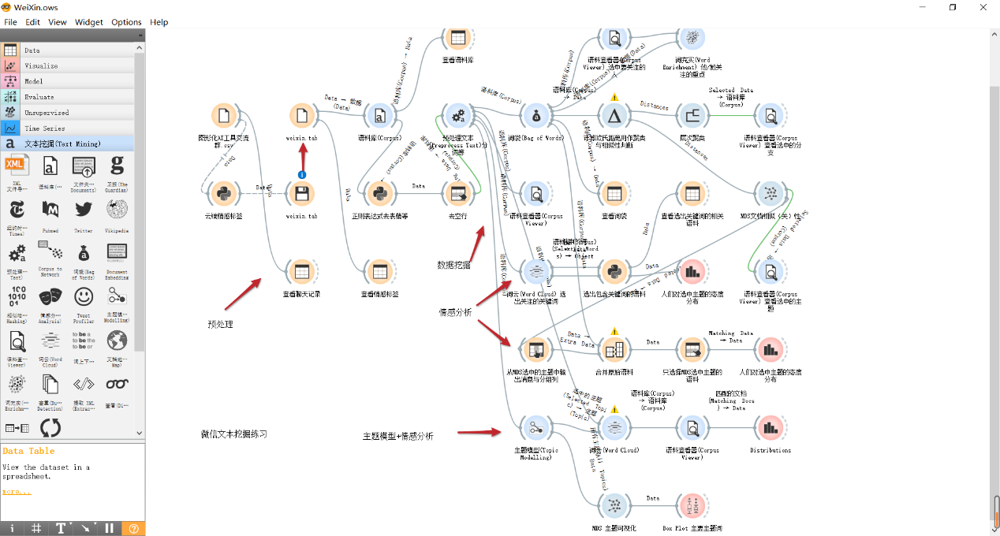 WeiXin.ows
File Edit View Widget Options Help
Data
Visualize
Model
Evaluate
Unsupervised
Time Series
文本挖掘(Text Mining)
XML
文件导…
语料库(…
文件夹…
Documents)
卫报(The
Guardian)
纽约时…
Times)
Pubmed
Twitter
Wikipedia
预处理…
Text)
Corpus to
Network
词袋(Bag
of Words)
Document
Embedding
相似哈…
Hashing)
情感分…
Analysis)
Tweet
Profiler
主题模…
Modelling)
语料查…
Viewer)
词云(Word
Cloud)
词上下…
文档地…
Map)
词充实(…
Enrichm…
查重(Du…
Detection)
提取 XML
(Extrac…
查看(Di…
Data Table
View the dataset in a
spreadsheet.
more...
查看语料库
语料查看器(Corpus
Viewer) 选中要关注的
人
词充实(Word
Enrichment) 他/她关
注的重点
图形化AI工具交流
群.csv
weixin.tab
Data → 数据
(Data)
语料库(Corpus)
语料库(Corpus) → Data
预处理文本
(Preprocess Text)分
词等
语料库(Corpus)
词袋(Bag of Words)
语料库(Corpus)
→ Data
计算欧氏距离用作聚类
与相似性判断
Distances
层次聚类
Selected Data
→ 语料库
(Corpus)
语料查看器(Corpus
Viewer) 查看选中的分
支
Distances
Data
云端情感标签
Data
weixin.tab
Data
正则表达式去表情等
Data
去空行
语料查看器(Corpus
Viewer)
查看词袋
查看选出关键词的相关
语料
MDS文档相似(关)性
查看聊天记录
查看情感标签
词云(Word Cloud) 选
出关注的关键词
选出包含关键词的语料
Data
Data
人们对选中主题的态度
分布
语料查看器(Corpus
Viewer) 查看选中的主
题
预处理
数据挖掘
情感分析
从MDS选中的主题中输
出消息与分组列
Data →
Extra Data
合并原始语料
Data
只选择MDS选中主题的
语料
Matching Data
→ Data
人们对选中主题的态度
分布
微信文本挖掘练习
主题模型+情感分析
主题模型(Topic
Modelling)
词云(Word Cloud)
语料库(Corpus)
→ 语料库
(Corpus)
语料查看器(Corpus
Viewer)
匹配的文档
(Matching Docs
) → Data
Distributions
MDS 主题可视化
Data
Box Plot 主要主题词